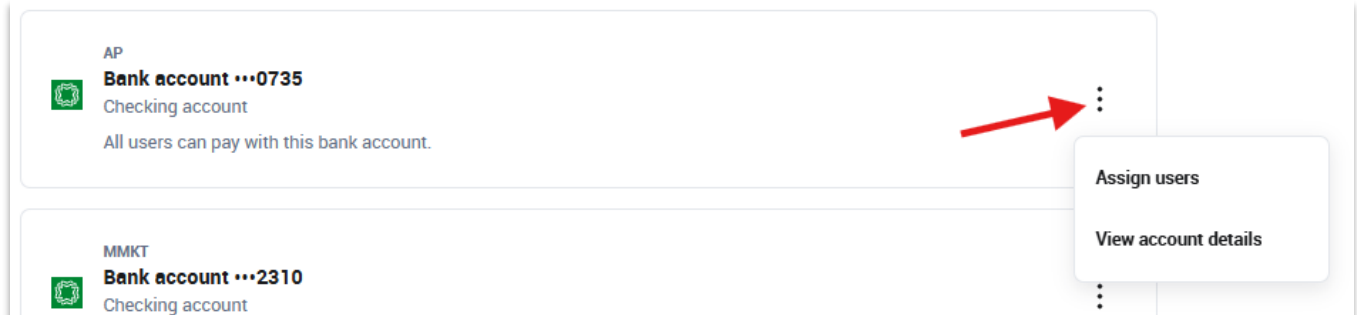 AP
Bank account ···0735
Checking account
All users can pay with this bank account.
Assign users
View account details
MMKT
Bank account ···2310
Checking account